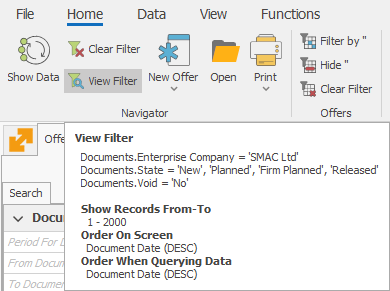 File Home Data View Functions
Show Data
Clear Filter
View Filter
New Offer
Open
Print
Navigator
Filter by "
Hide "
Clear Filter
Offers
Offe
View Filter
Documents.Enterprise Company = 'SMAC Ltd'
Documents.State = 'New', 'Planned', 'Firm Planned', 'Released'
Documents.Void = 'No'
Show Records From-To
1 - 2000
Order On Screen
Document Date (DESC)
Order When Querying Data
Document Date (DESC)
Search
Docu
Period For D
From Docum
To Documen